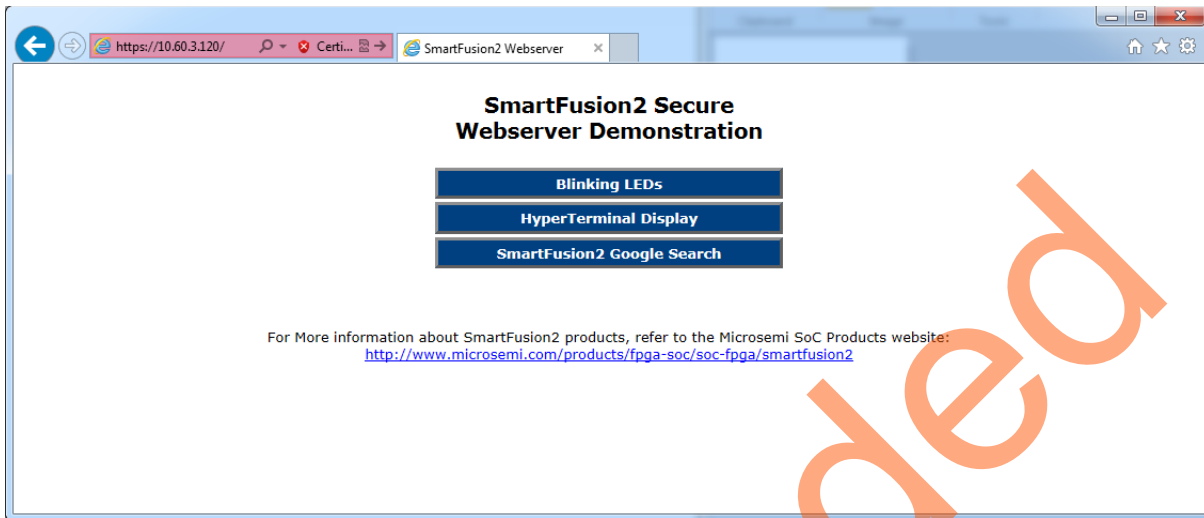 https://10.60.3.120/
Certi...
SmartFusion2 Webserver
SmartFusion2 Secure
Webserver Demonstration
Blinking LEDs
HyperTerminal Display
SmartFusion2 Google Search
For More information about SmartFusion2 products, refer to the Microsemi SoC Products website:
http://www.microsemi.com/products/fpga-soc/soc-fpga/smartfusion2
ded